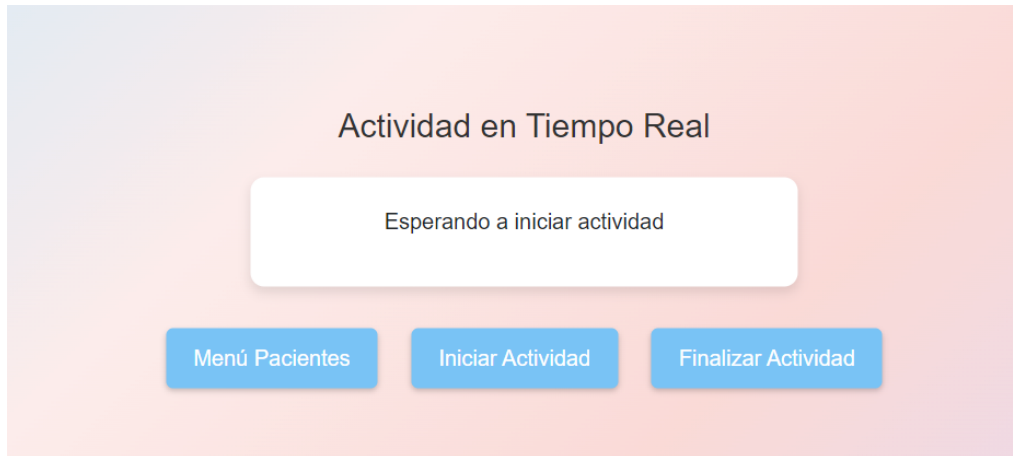 Actividad en Tiempo Real
Esperando a iniciar actividad
Menú Pacientes
Iniciar Actividad
Finalizar Actividad